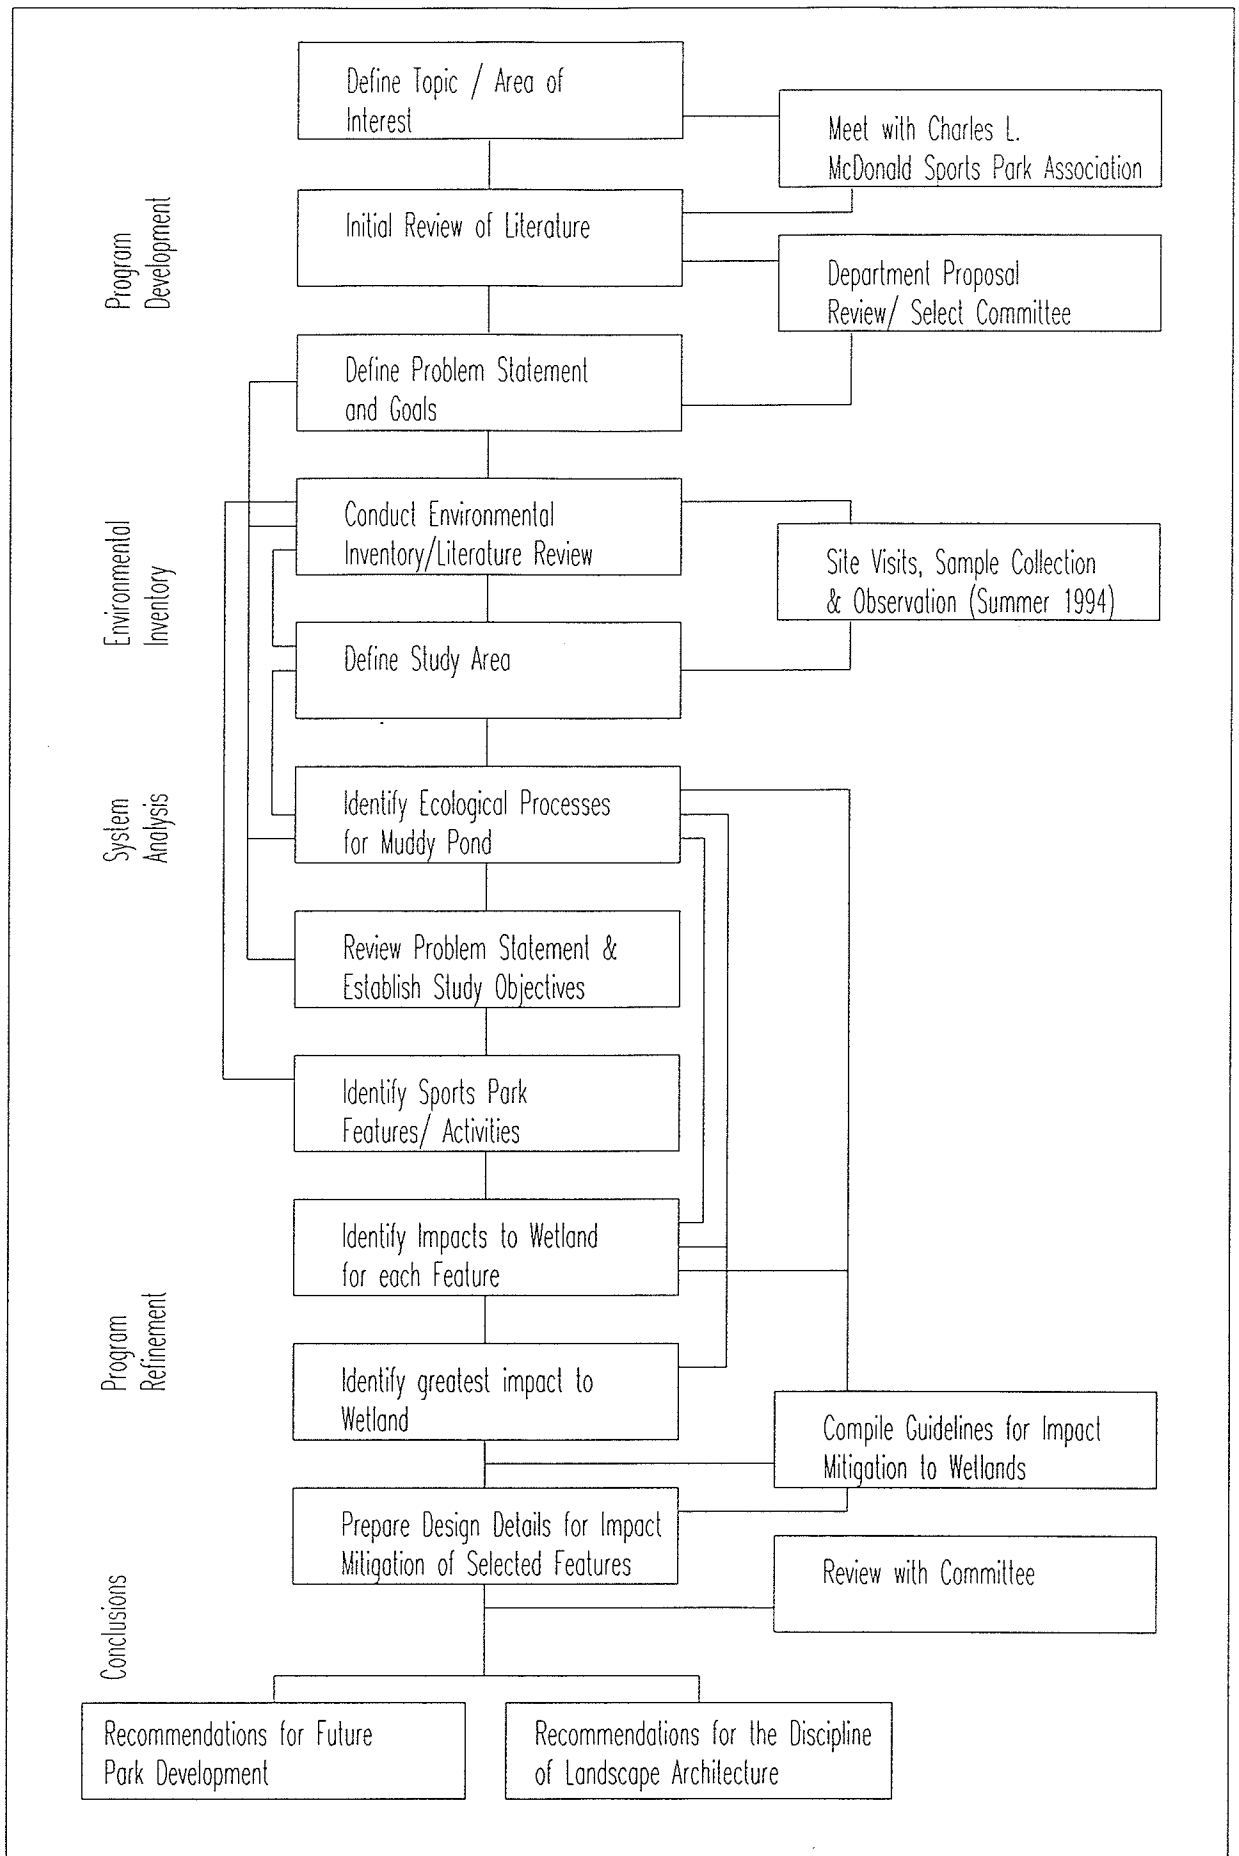 Define Topic / Area of
Interest
Meet with Charles L.
McDonald Sports Park Association
Program
Development
Initial Review of Literature
Department Proposal
Review/ Select Committee
Define Problem Statement
and Goals
Environmental
Inventory
Conduct Environmental
Inventory/Literature Review
Site Visits, Sample Collection
& Observation (Summer 1994)
Define Study Area
System
Analysis
Identify Ecological Processes
for Muddy Pond
Review Problem Statement &
Establish Study Objectives
Identify Sports Park
Features/ Activities
Identify Impacts to Wetland
for each Feature
Program
Refinement
Identify greatest impact to
Wetland
Compile Guidelines for Impact
Mitigation to Wetlands
Prepare Design Details for Impact
Mitigation of Selected Features
Review with Committee
Conclusions
Recommendations for Future
Park Development
Recommendations for the Discipline
of Landscape Architecture